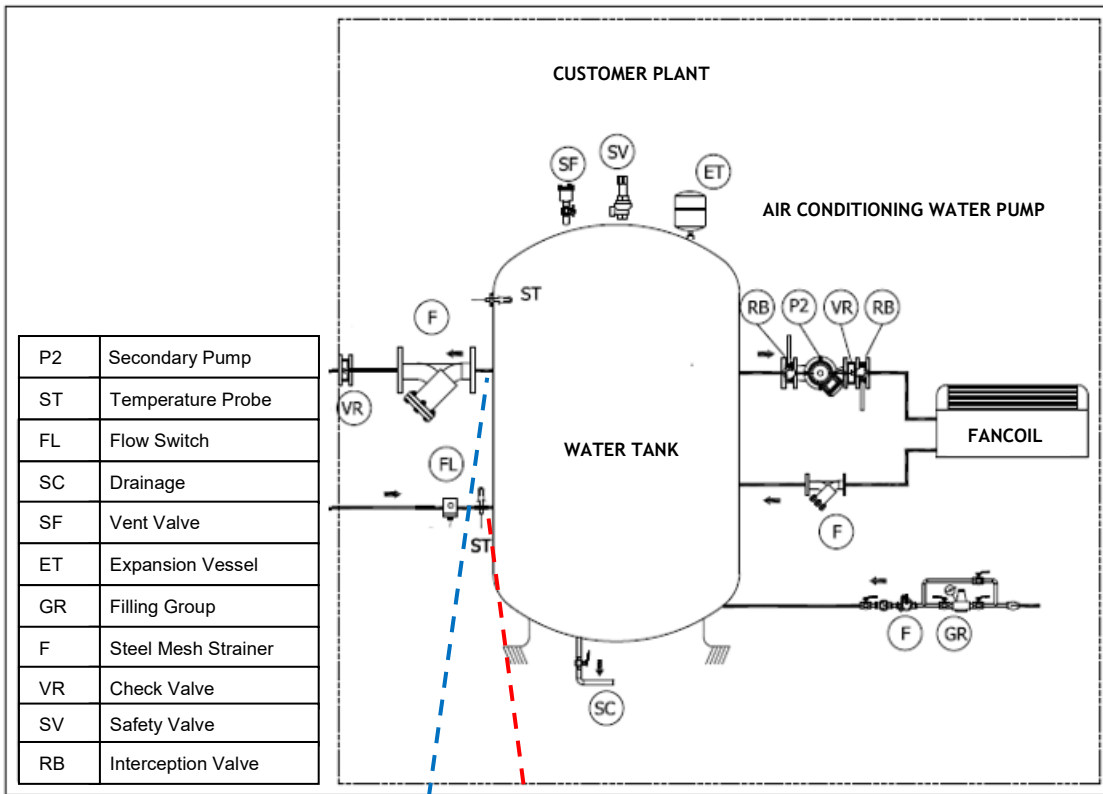 CUSTOMER PLANT
SF
SV
ET
AIR CONDITIONING WATER PUMP
ST
F
RB
P2
VR
RB
VR
FANCOIL
WATER TANK
FL
ST
F
F
GR
SC
P2 Secondary Pump
ST Temperature Probe
FL Flow Switch
SC Drainage
SF Vent Valve
ET Expansion Vessel
GR Filling Group
F Steel Mesh Strainer
VR Check Valve
SV Safety Valve
RB Interception Valve